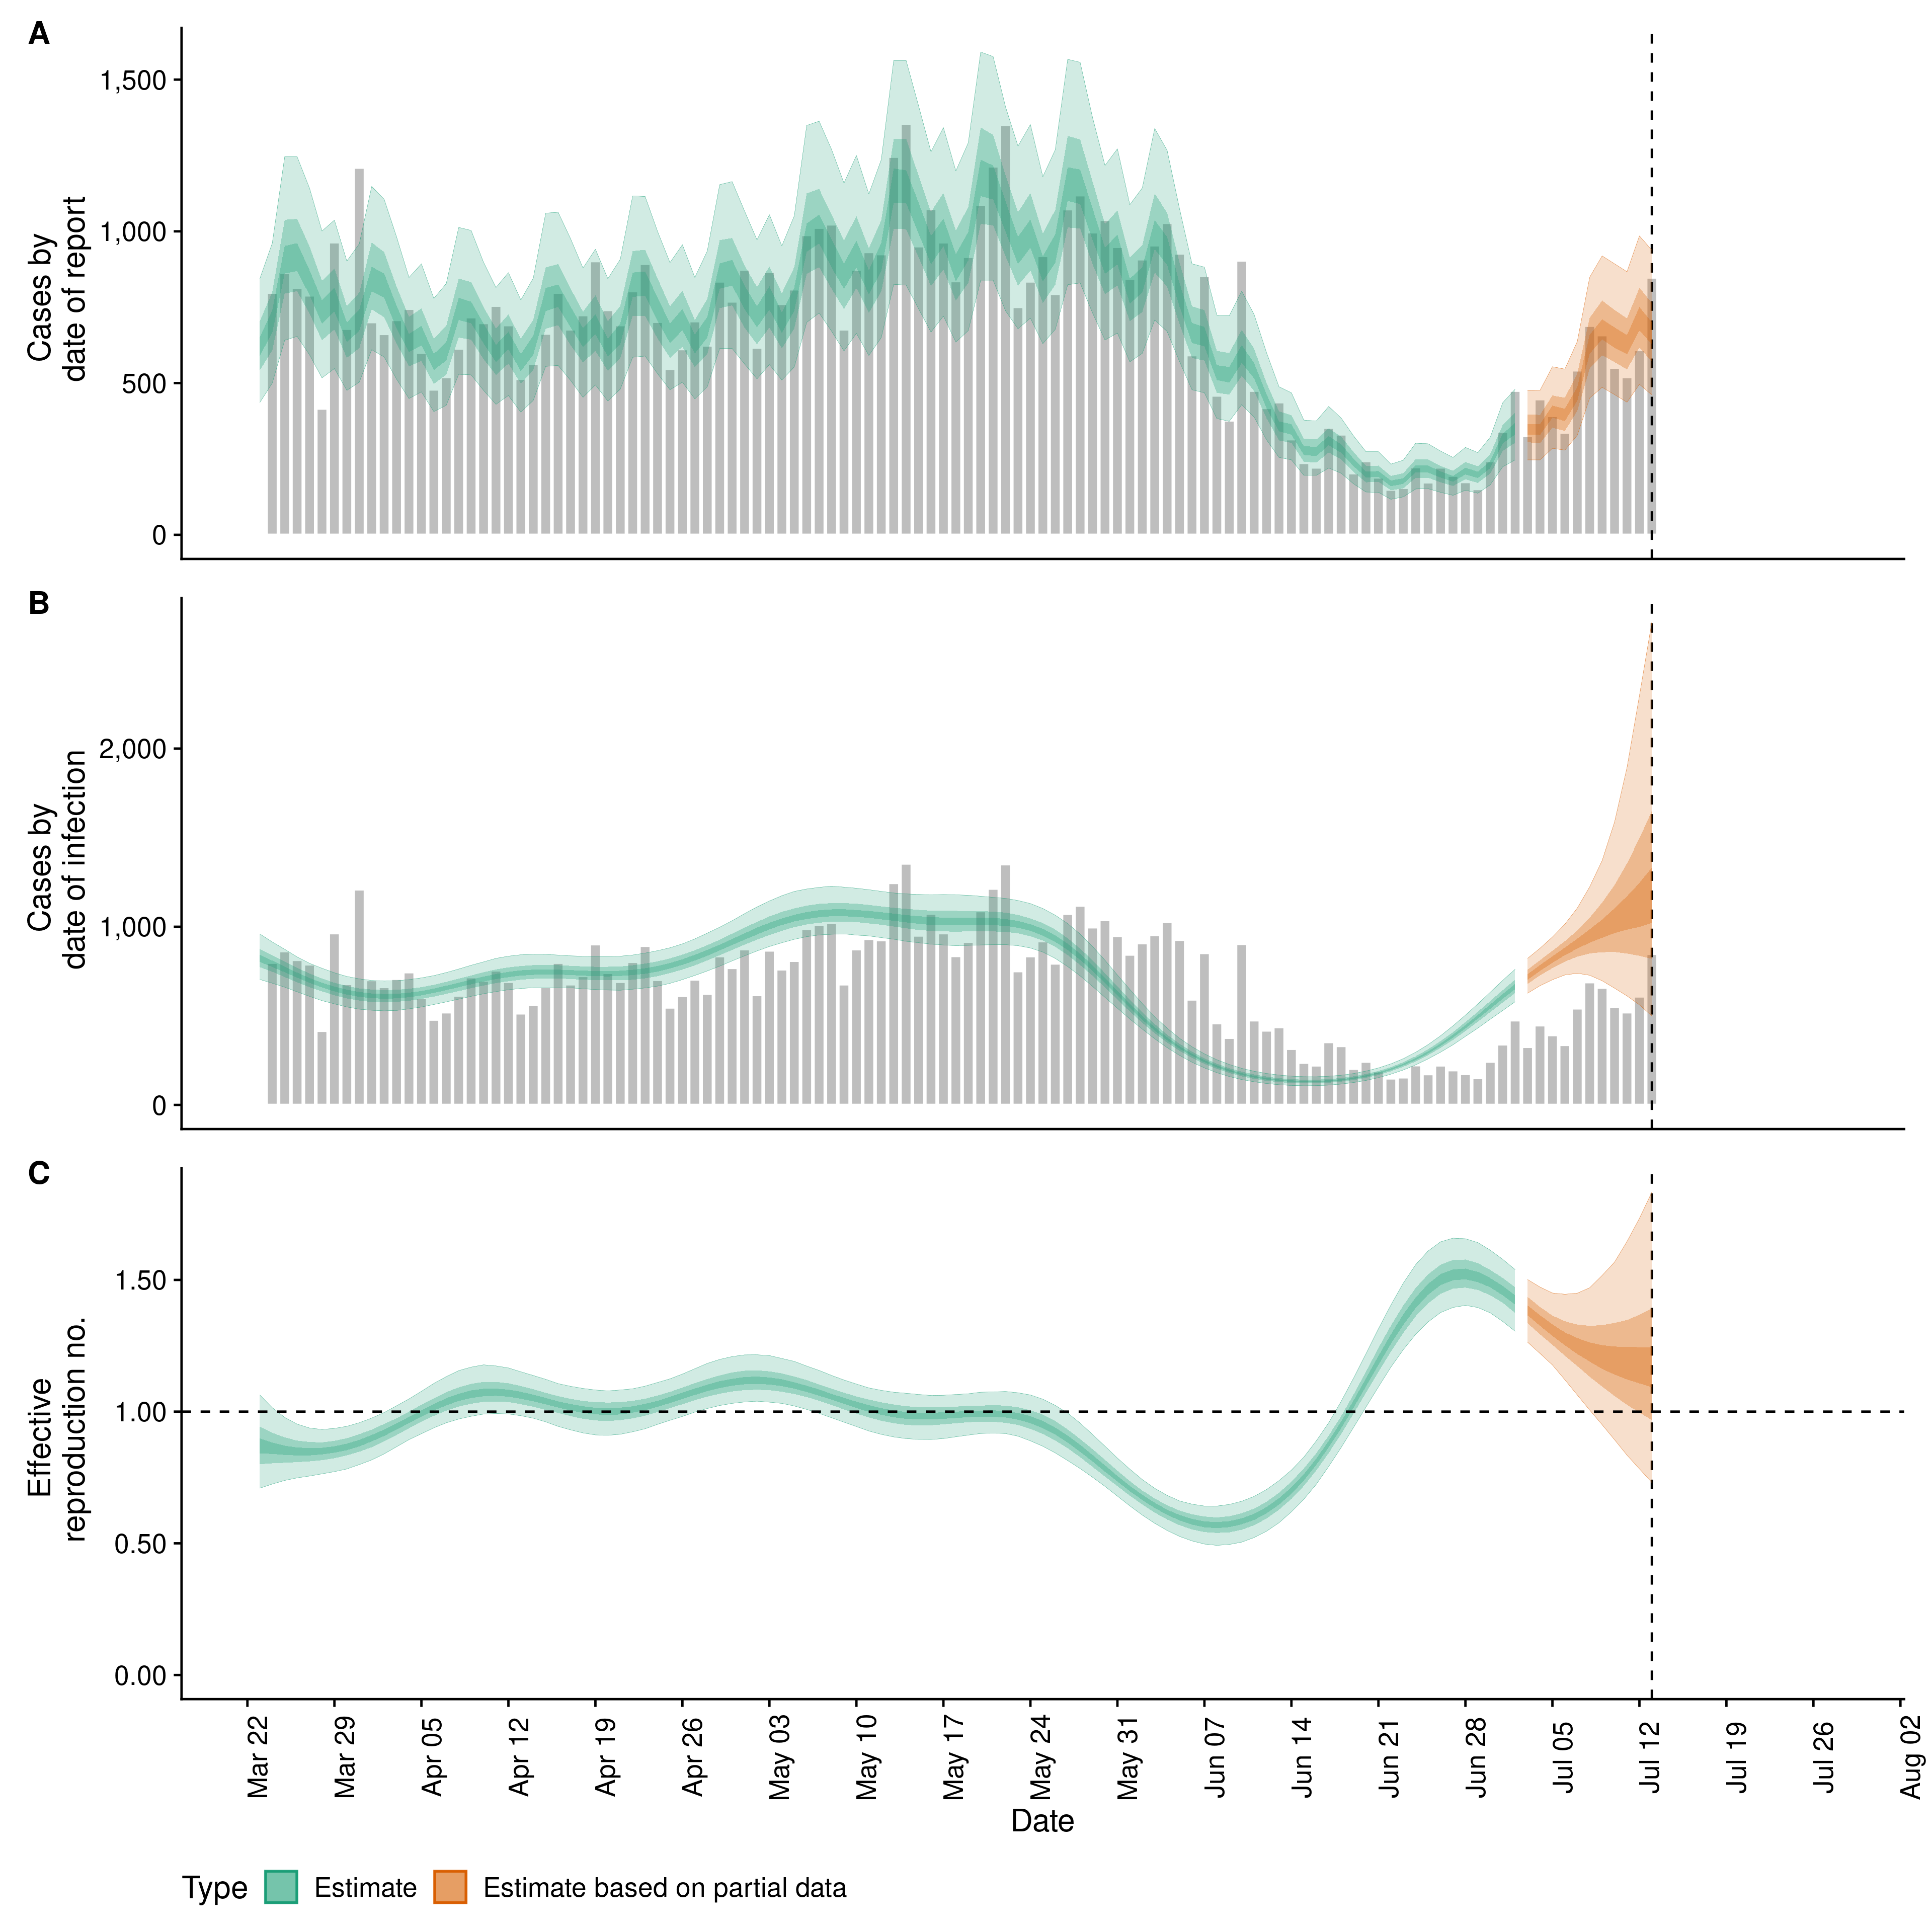 A
1,500
1,000
500
0
Cases by
date of report
B
2,000
1,000
0
Cases by
date of infection
C
1.50
1.00
0.50
0.00
Effective
reproduction no.
Mar 22
Mar 29
Apr 05
Apr 12
Apr 19
Apr 26
May 03
May 10
May 17
May 24
May 31
Jun 07
Jun 14
Jun 21
Jun 28
Jul 05
Jul 12
Jul 19
Jul 26
Aug 02
Date
Type Estimate Estimate based on partial data